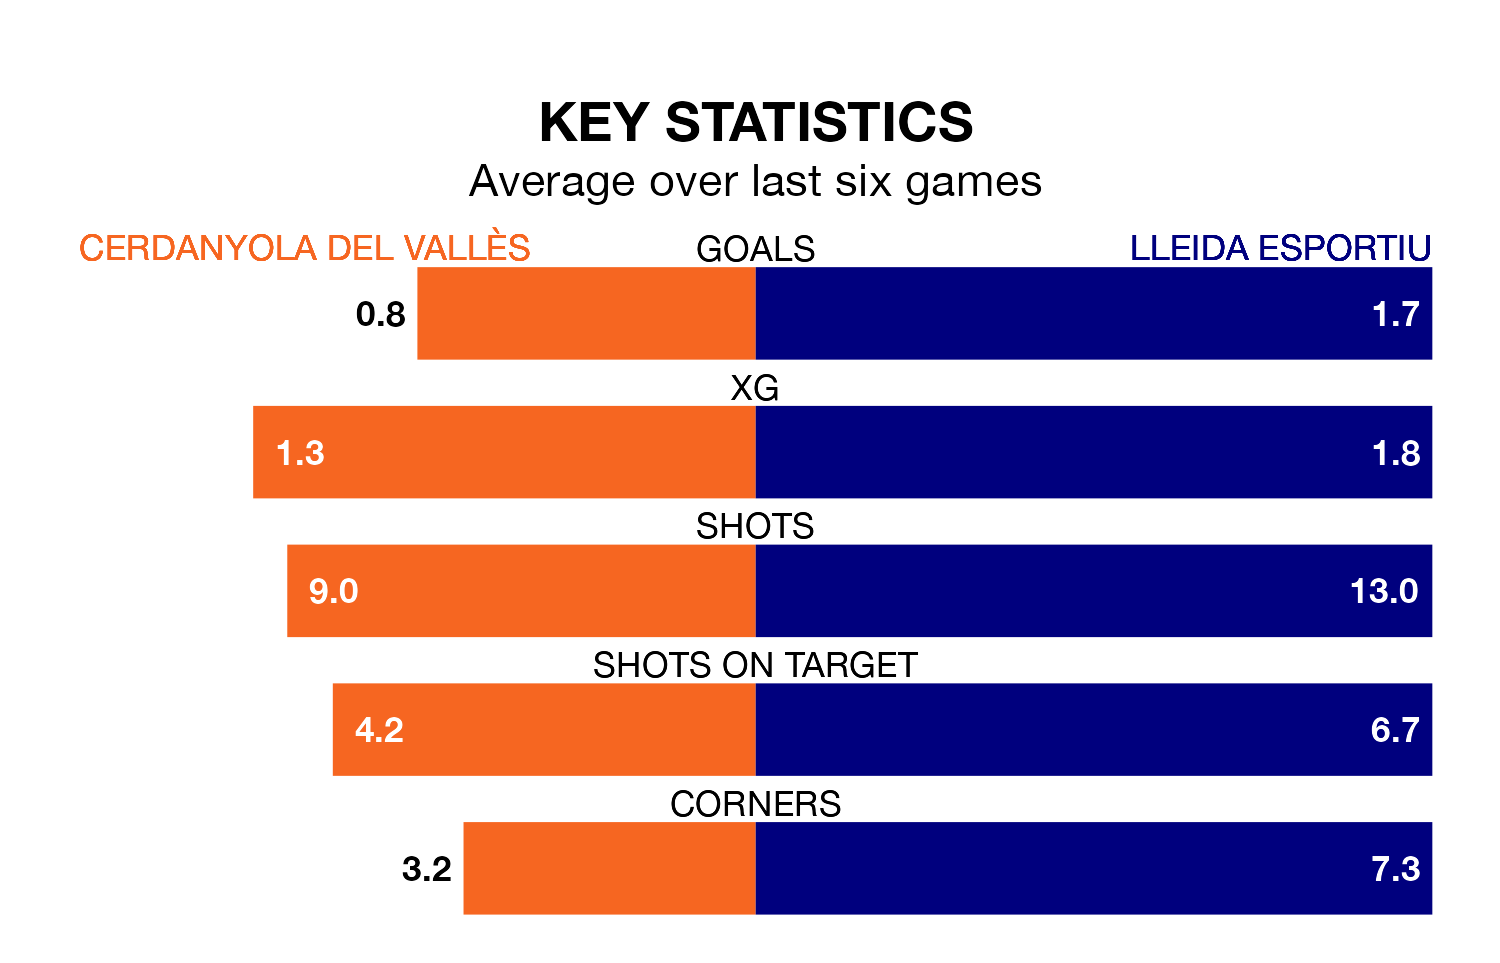 KEY STATISTICS
Average over last six games
CERDANYOLA DEL VALLÈS GOALS LLEIDA ESPORTIU
0.8 1.7
XG
1.3 1.8
SHOTS
9.0 13.0
SHOTS ON TARGET
4.2 6.7
CORNERS
3.2 7.3